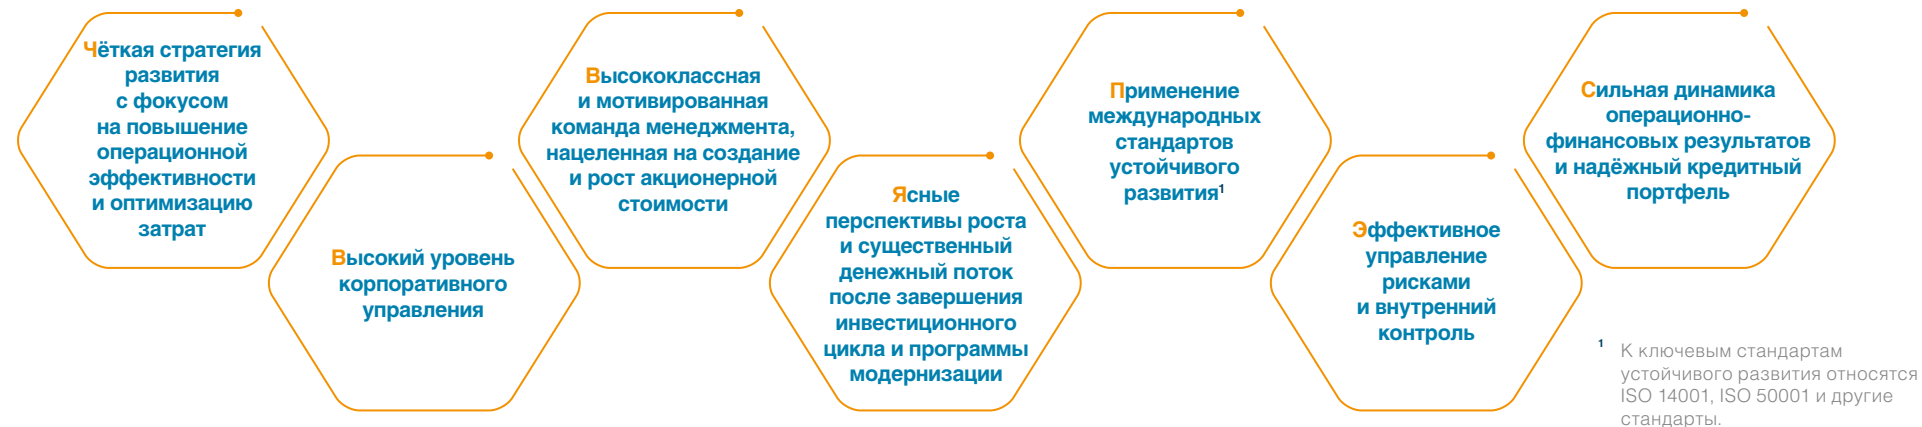 Чёткая стратегия
развития
с фокусом
на повышение
операционной
эффективности
и оптимизацию
затрат
Высокий уровень
корпоративного
управления
Высококлассная
и мотивированная
команда менеджмента,
нацеленная на создание
и рост акционерной
стоимости
Ясные
перспективы роста
и существенный
денежный поток
после завершения
инвестиционного
цикла и программы
модернизации
Применение
международных
стандартов
устойчивого
развития¹
Эффективное
управление
рисками
и внутренний
контроль
Сильная динамика
операционно-
финансовых результатов
и надёжный кредитный
портфель
¹ К ключевым стандартам
устойчивого развития относятся
ISO 14001, ISO 50001 и другие
стандарты.